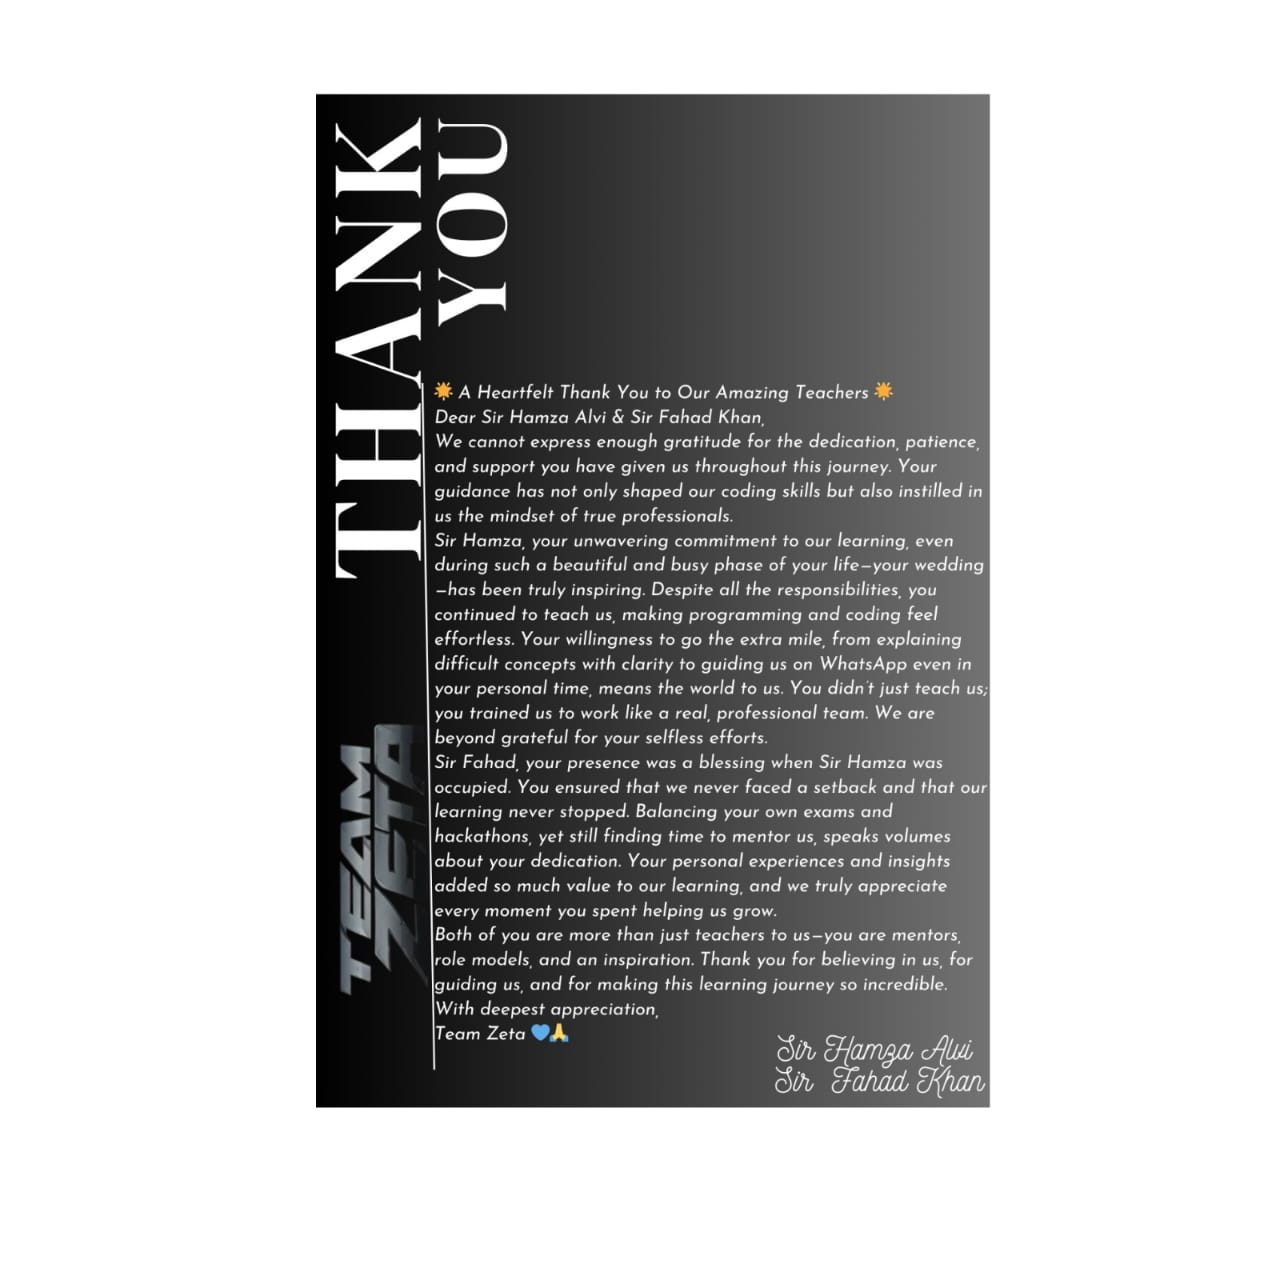 THANK
YOU
🌟 A Heartfelt Thank You to Our Amazing Teachers 🌟
Dear Sir Hamza Alvi & Sir Fahad Khan,
We cannot express enough gratitude for the dedication, patience,
and support you have given us throughout this journey. Your
guidance has not only shaped our coding skills but also instilled in
us the mindset of true professionals.
Sir Hamza, your unwavering commitment to our learning, even
during such a beautiful and busy phase of your life—your wedding
—has been truly inspiring. Despite all the responsibilities, you
continued to teach us, making programming and coding feel
effortless. Your willingness to go the extra mile, from explaining
difficult concepts with clarity to guiding us on WhatsApp even in
your personal time, means the world to us. You didn't just teach us;
you trained us to work like a real, professional team. We are
beyond grateful for your selfless efforts.
Sir Fahad, your presence was a blessing when Sir Hamza was
occupied. You ensured that we never faced a setback and that our
learning never stopped. Balancing your own exams and
hackathons, yet still finding time to mentor us, speaks volumes
about your dedication. Your personal experiences and insights
added so much value to our learning, and we truly appreciate
every moment you spent helping us grow.
Both of you are more than just teachers to us—you are mentors,
role models, and an inspiration. Thank you for believing in us, for
guiding us, and for making this learning journey so incredible.
With deepest appreciation,
Team Zeta 💙🙏
TEAM
ZETA
Sir Hamza Alvi
Sir Fahad Khan